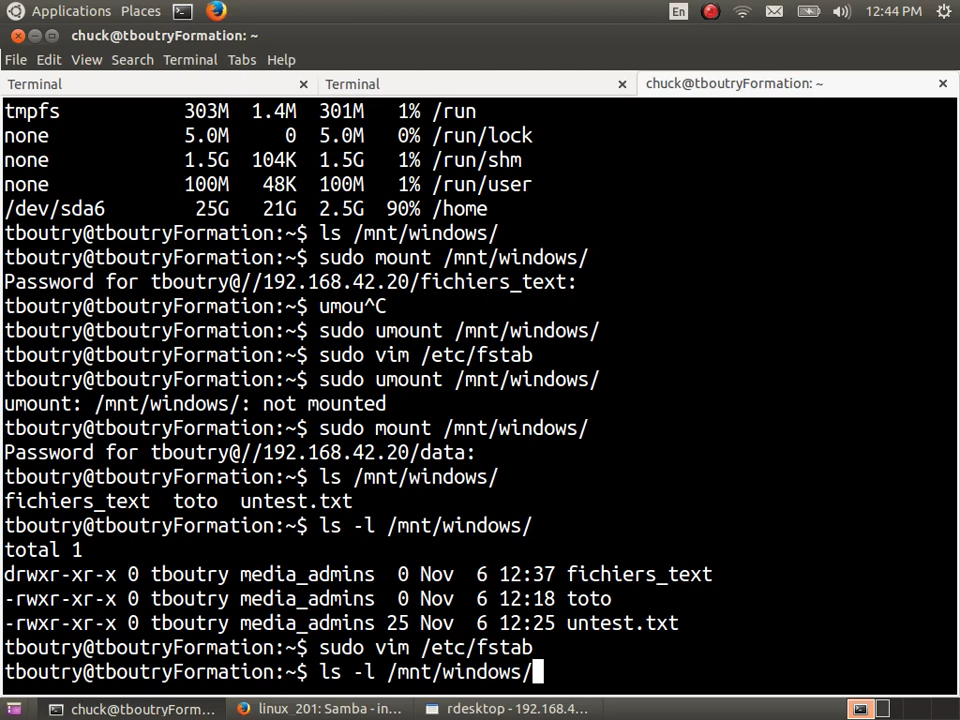 Applications Places En 12:44 PM
chuck@tboutryFormation: ~
File Edit View Search Terminal Tabs Help
Terminal Terminal chuck@tboutryFormation: ~
tmpfs 303M 1.4M 301M 1% /run
none 5.0M 0 5.0M 0% /run/lock
none 1.5G 104K 1.5G 1% /run/shm
none 100M 48K 100M 1% /run/user
/dev/sda6 25G 21G 2.5G 90% /home
tboutry@tboutryFormation:~$ ls /mnt/windows/
tboutry@tboutryFormation:~$ sudo mount /mnt/windows/
Password for tboutry@//192.168.42.20/fichiers_text:
tboutry@tboutryFormation:~$ umou^C
tboutry@tboutryFormation:~$ sudo umount /mnt/windows/
tboutry@tboutryFormation:~$ sudo vim /etc/fstab
tboutry@tboutryFormation:~$ sudo umount /mnt/windows/
umount: /mnt/windows/: not mounted
tboutry@tboutryFormation:~$ sudo mount /mnt/windows/
Password for tboutry@//192.168.42.20/data:
tboutry@tboutryFormation:~$ ls /mnt/windows/
fichiers_text toto untest.txt
tboutry@tboutryFormation:~$ ls -l /mnt/windows/
total 1
drwxr-xr-x 0 tboutry media_admins 0 Nov 6 12:37 fichiers_text
-rwxr-xr-x 0 tboutry media_admins 0 Nov 6 12:18 toto
-rwxr-xr-x 0 tboutry media_admins 25 Nov 6 12:25 untest.txt
tboutry@tboutryFormation:~$ sudo vim /etc/fstab
tboutry@tboutryFormation:~$ ls -l /mnt/windows/
chuck@tboutryForm... linux_201: Samba - in... rdesktop - 192.168.4...